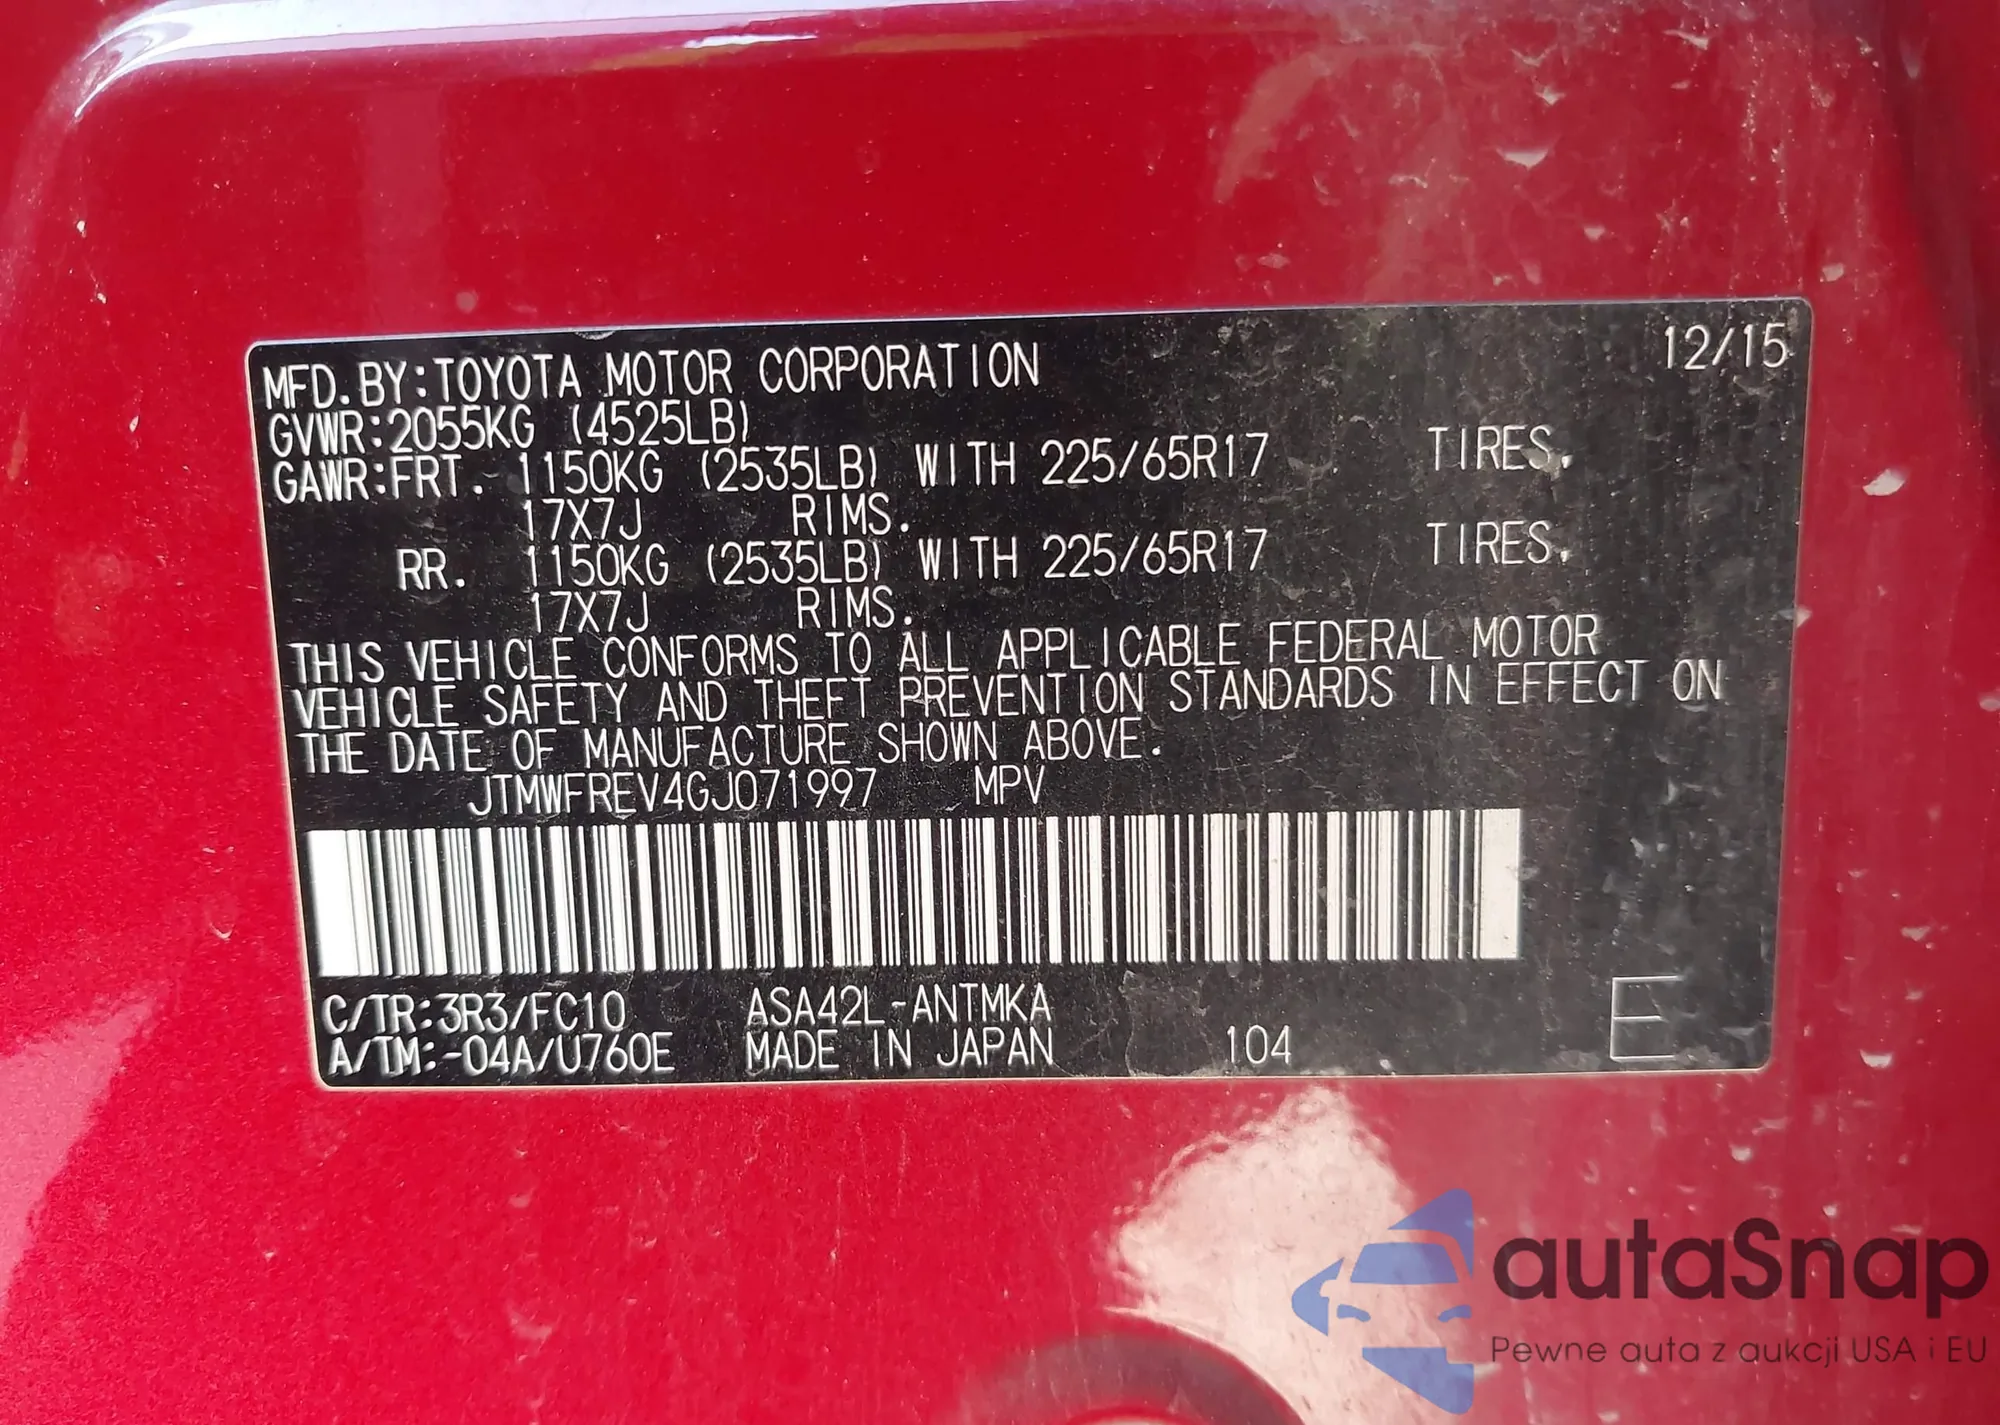 12/15
MFD.BY:TOYOTA MOTOR CORPORATION
GVWR:2055KG (4525LB)
GAWR:FRT. 1150KG (2535LB) WITH 225/65R17 TIRES,
17X7J RIMS.
RR. 1150KG (2535LB) WITH 225/65R17 TIRES,
17X7J RIMS.
THIS VEHICLE CONFORMS TO ALL APPLICABLE FEDERAL MOTOR
VEHICLE SAFETY AND THEFT PREVENTION STANDARDS IN EFFECT ON
THE DATE OF MANUFACTURE SHOWN ABOVE.
JTMWFREV4GJ071997 MPV
C/TR:3R3/FC10 ASA42L-ANTMKA
A/TM:-04A/U760E MADE IN JAPAN 104 E
autaSnap
Pewne auta z aukcji USA i EU